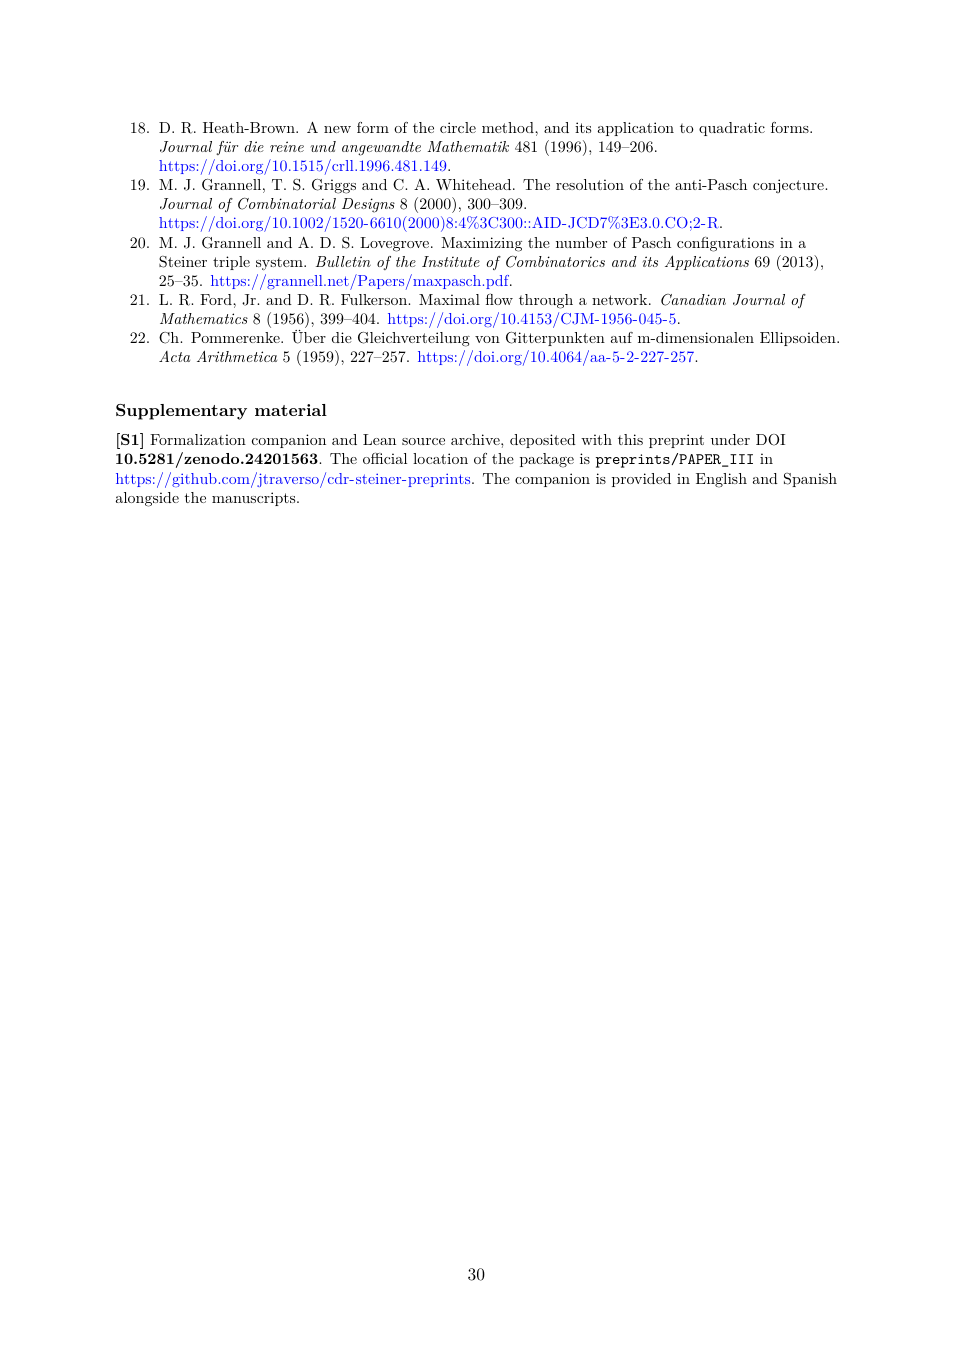 18. D. R. Heath-Brown. A new form of the circle method, and its application to quadratic forms.
Journal für die reine und angewandte Mathematik 481 (1996), 149–206.
https://doi.org/10.1515/crll.1996.481.149.
19. M. J. Grannell, T. S. Griggs and C. A. Whitehead. The resolution of the anti-Pasch conjecture.
Journal of Combinatorial Designs 8 (2000), 300–309.
https://doi.org/10.1002/1520-6610(2000)8:4%3C300::AID-JCD7%3E3.0.CO;2-R.
20. M. J. Grannell and A. D. S. Lovegrove. Maximizing the number of Pasch configurations in a
Steiner triple system. Bulletin of the Institute of Combinatorics and its Applications 69 (2013),
25–35. https://grannell.net/Papers/maxpasch.pdf.
21. L. R. Ford, Jr. and D. R. Fulkerson. Maximal flow through a network. Canadian Journal of
Mathematics 8 (1956), 399–404. https://doi.org/10.4153/CJM-1956-045-5.
22. Ch. Pommerenke. Über die Gleichverteilung von Gitterpunkten auf m-dimensionalen Ellipsoiden.
Acta Arithmetica 5 (1959), 227–257. https://doi.org/10.4064/aa-5-2-227-257.
Supplementary material
[S1] Formalization companion and Lean source archive, deposited with this preprint under DOI
10.5281/zenodo.24201563. The official location of the package is preprints/PAPER_III in
https://github.com/jtraverso/cdr-steiner-preprints. The companion is provided in English and Spanish
alongside the manuscripts.
30